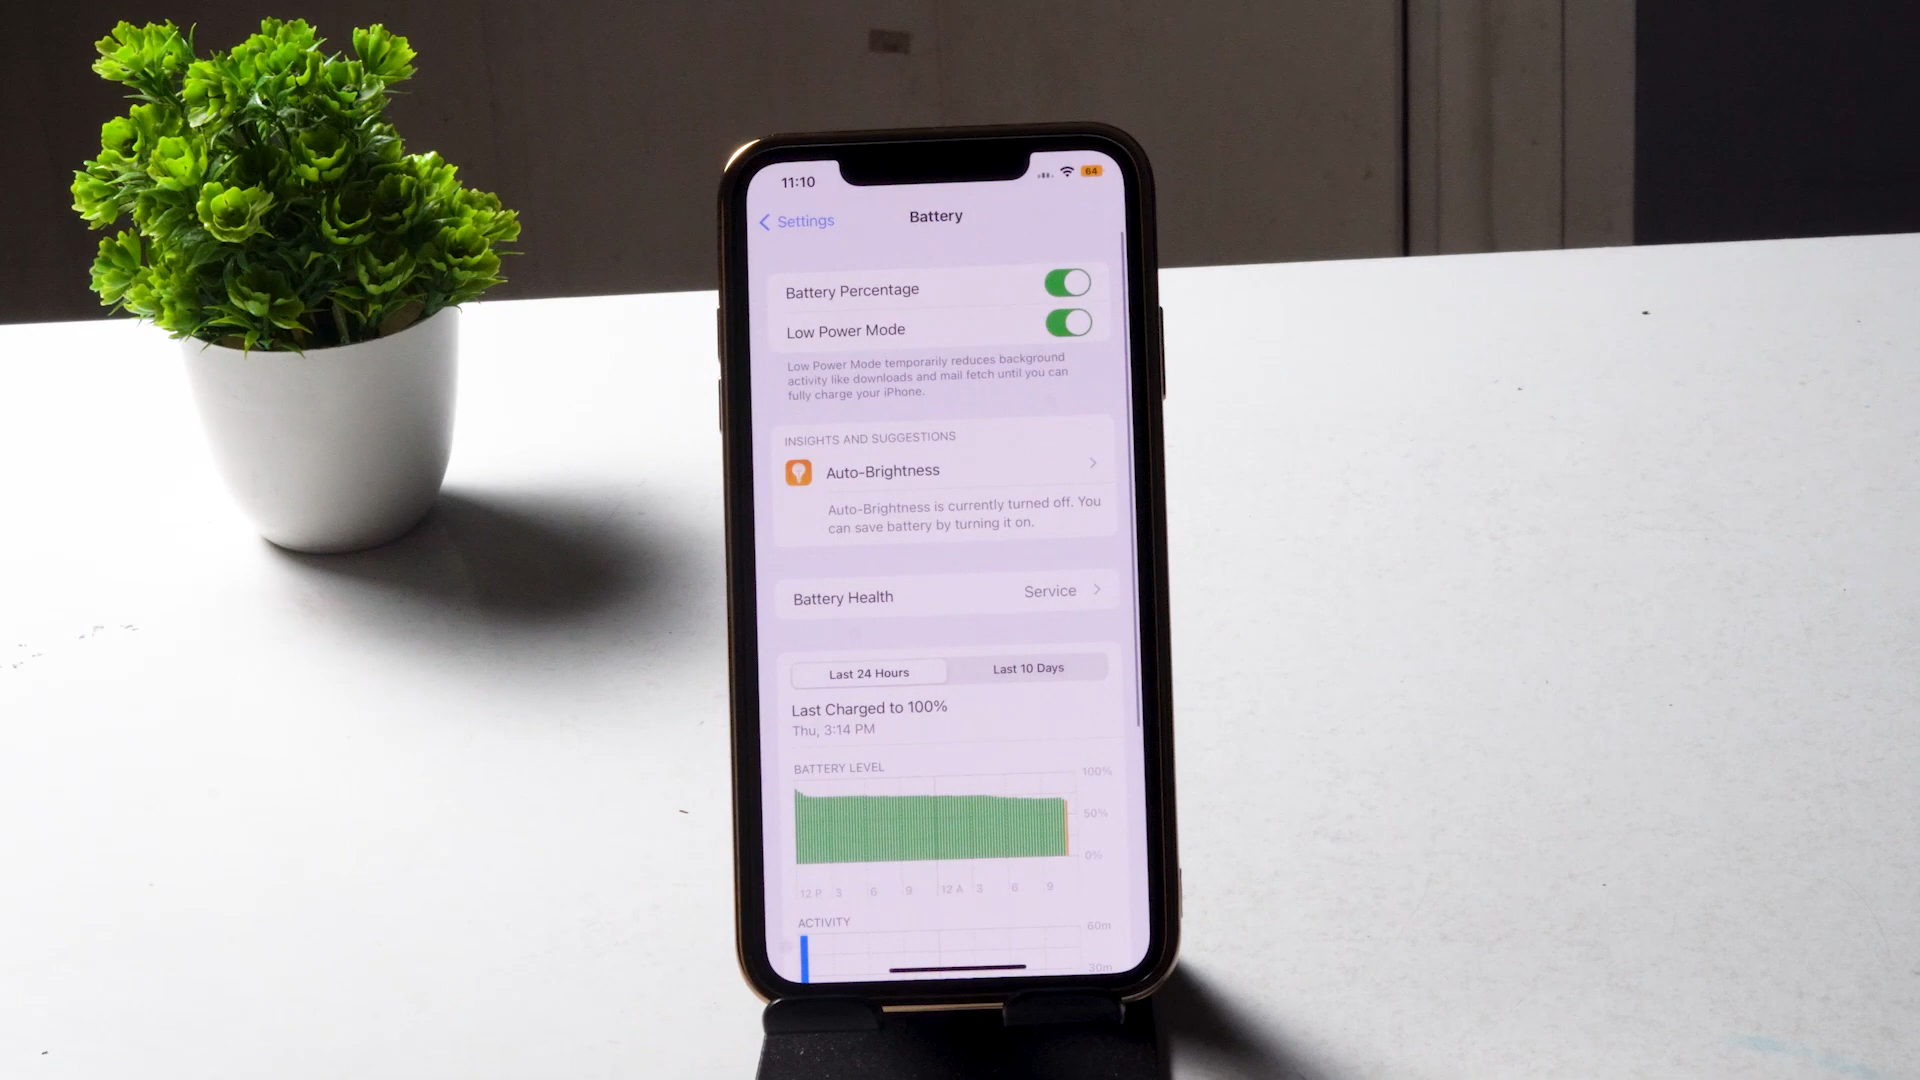 11:10
64
Settings
Battery
Battery Percentage
Low Power Mode
Low Power Mode temporarily reduces background
activity like downloads and mail fetch until you can
fully charge your iPhone.
INSIGHTS AND SUGGESTIONS
Auto-Brightness
Auto-Brightness is currently turned off. You
can save battery by turning it on.
Battery Health Service
Last 24 Hours Last 10 Days
Last Charged to 100%
Thu, 3:14 PM
BATTERY LEVEL
100%
50%
0%
12 P 3 6 9 12 A 3 6 9
ACTIVITY
60m
30m